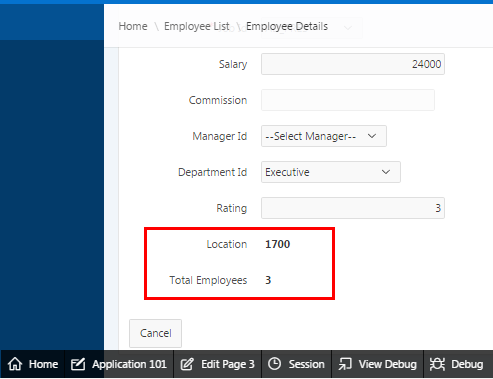 Home \ Employee List \ Employee Details
Salary 24000
Commission
Manager Id --Select Manager--
Department Id Executive
Rating 3
Location 1700
Total Employees 3
Cancel
Home Application 101 Edit Page 3 Session View Debug Debug